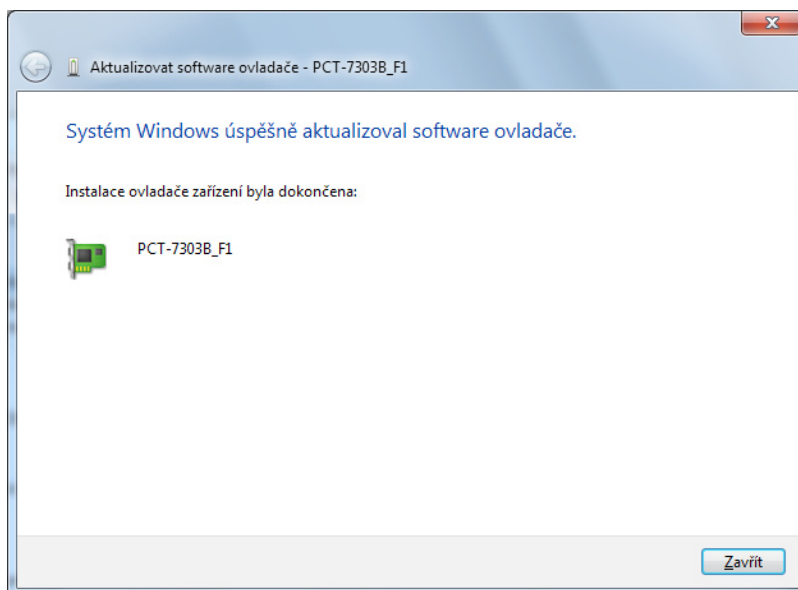 Aktualizovat software ovladače - PCT-7303B_F1
Systém Windows úspěšně aktualizoval software ovladače.
Instalace ovladače zařízení byla dokončena:
PCT-7303B_F1
Zavřít